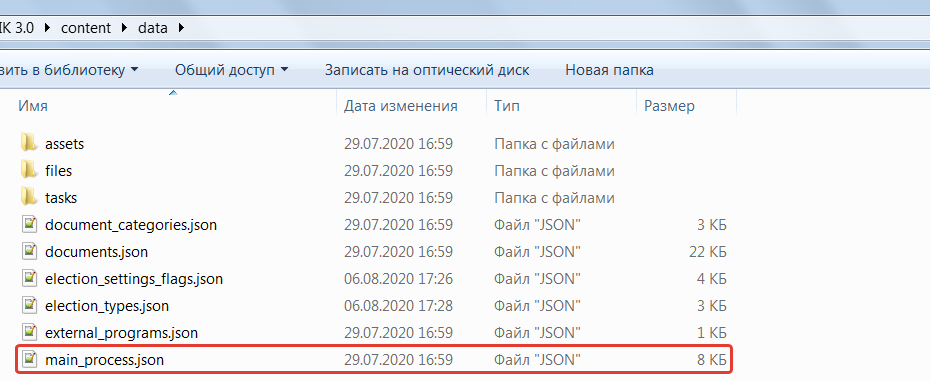 IK 3.0 ▸ content ▸ data ▸
вить в библиотеку ▾ Общий доступ ▾ Записать на оптический диск Новая папка
Имя Дата изменения Тип Размер
assets 29.07.2020 16:59 Папка с файлами
files 29.07.2020 16:59 Папка с файлами
tasks 29.07.2020 16:59 Папка с файлами
document_categories.json 29.07.2020 16:59 Файл "JSON" 3 КБ
documents.json 29.07.2020 16:59 Файл "JSON" 22 КБ
election_settings_flags.json 06.08.2020 17:26 Файл "JSON" 4 КБ
election_types.json 06.08.2020 17:28 Файл "JSON" 3 КБ
external_programs.json 29.07.2020 16:59 Файл "JSON" 1 КБ
main_process.json 29.07.2020 16:59 Файл "JSON" 8 КБ